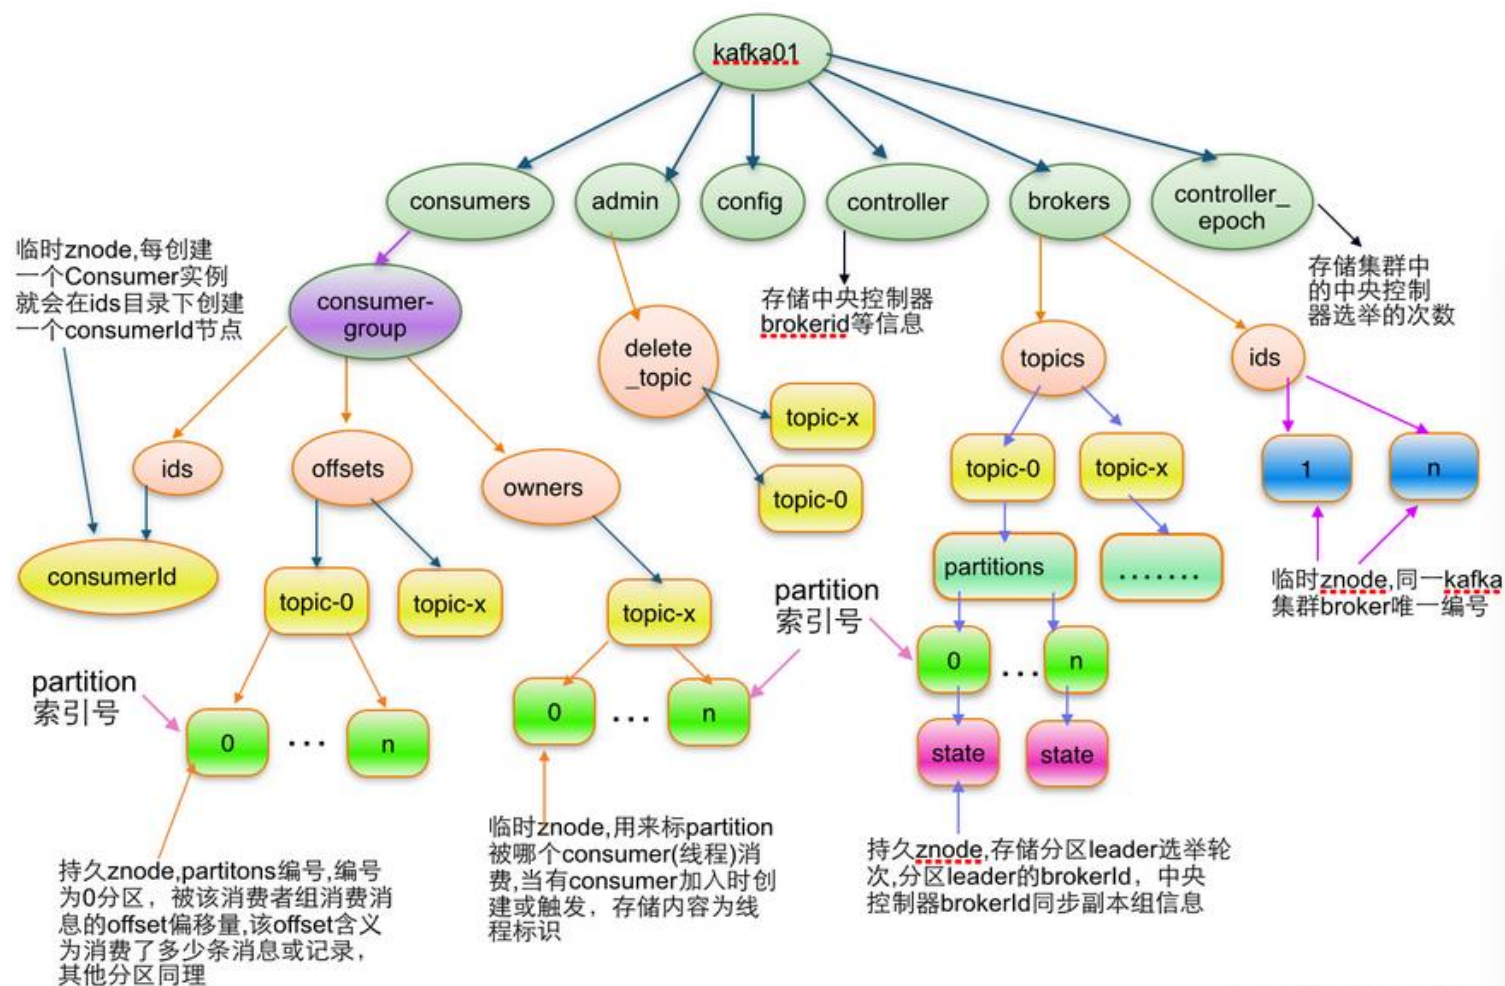 kafka01
consumers
admin
config
controller
brokers
controller_
epoch
临时znode,每创建
一个Consumer实例
就会在ids目录下创建
一个consumerId节点
consumer-
group
存储中央控制器
brokerid等信息
存储集群中
的中央控制
器选举的次数
delete
_topic
topics
ids
topic-x
topic-0
ids
offsets
owners
topic-0
topic-x
1
n
consumerId
topic-0
topic-x
topic-x
partitions
.......
临时znode,同一kafka
集群broker唯一编号
partition
索引号
partition
索引号
0
...
n
0
...
n
0
...
n
state
state
持久znode,partitons编号,编号
为0分区，被该消费者组消费消
息的offset偏移量,该offset含义
为消费了多少条消息或记录，
其他分区同理
临时znode,用来标partition
被哪个consumer(线程)消
费,当有consumer加入时创
建或触发，存储内容为线
程标识
持久znode,存储分区leader选举轮
次,分区leader的brokerId，中央
控制器brokerId同步副本组信息